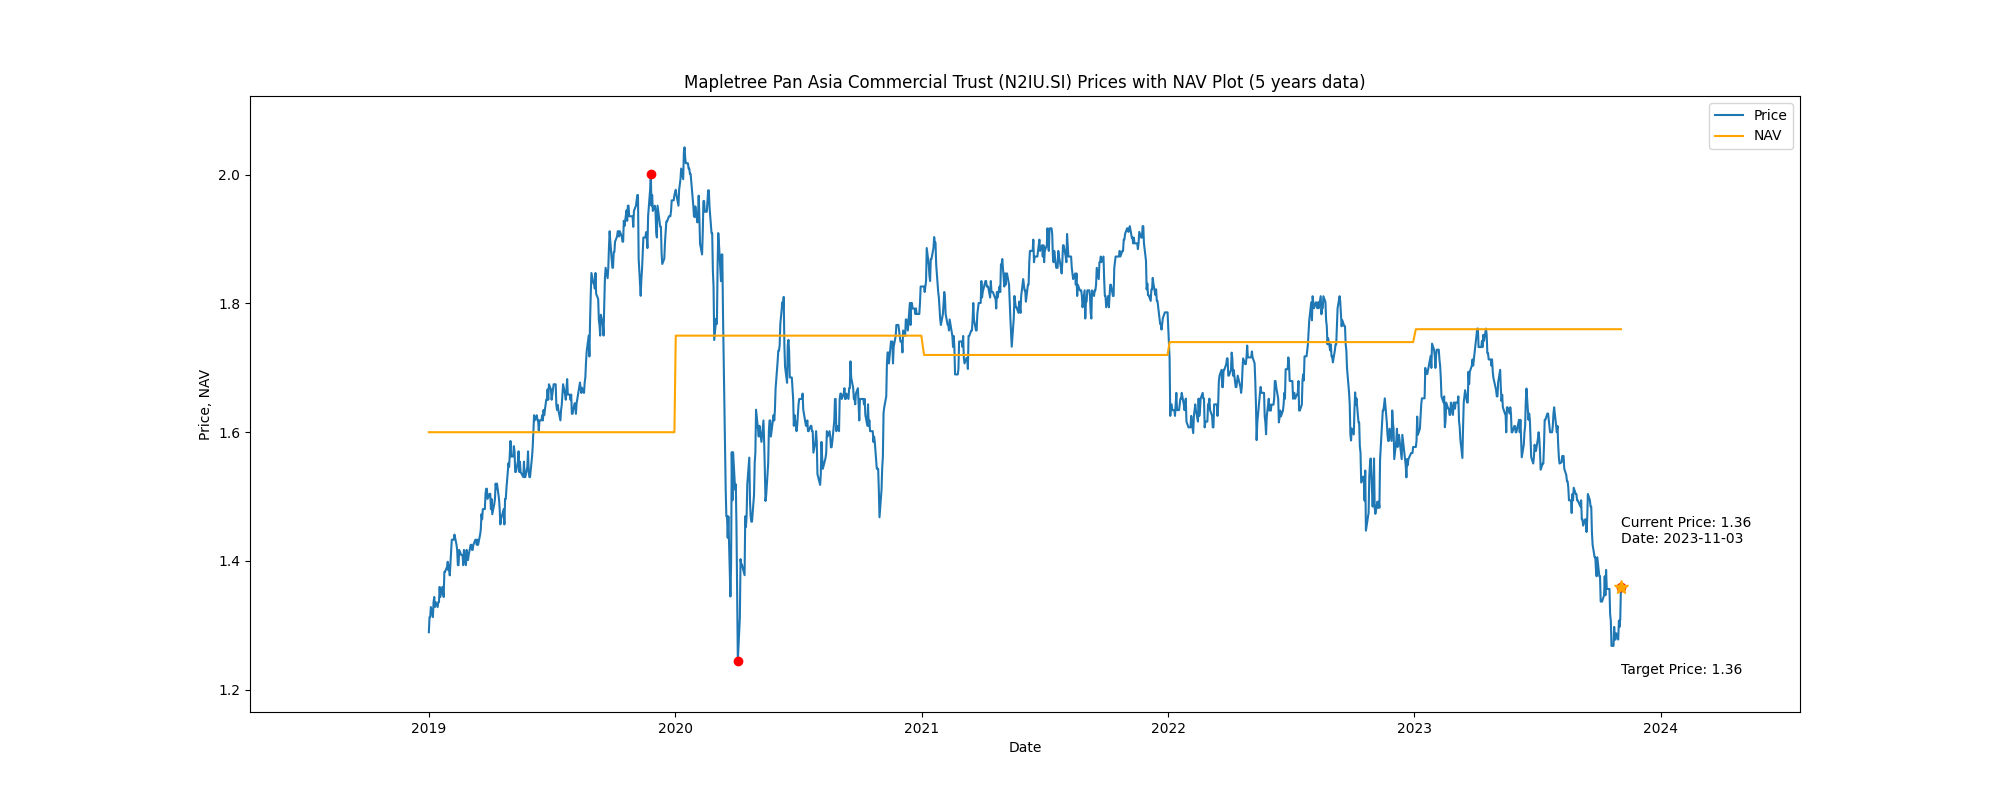 Mapletree Pan Asia Commercial Trust (N2IU.SI) Prices with NAV Plot (5 years data)
Price
NAV
2.0
1.8
1.6
1.4
1.2
Price, NAV
Current Price: 1.36
Date: 2023-11-03
Target Price: 1.36
2019
2020
2021
2022
2023
2024
Date